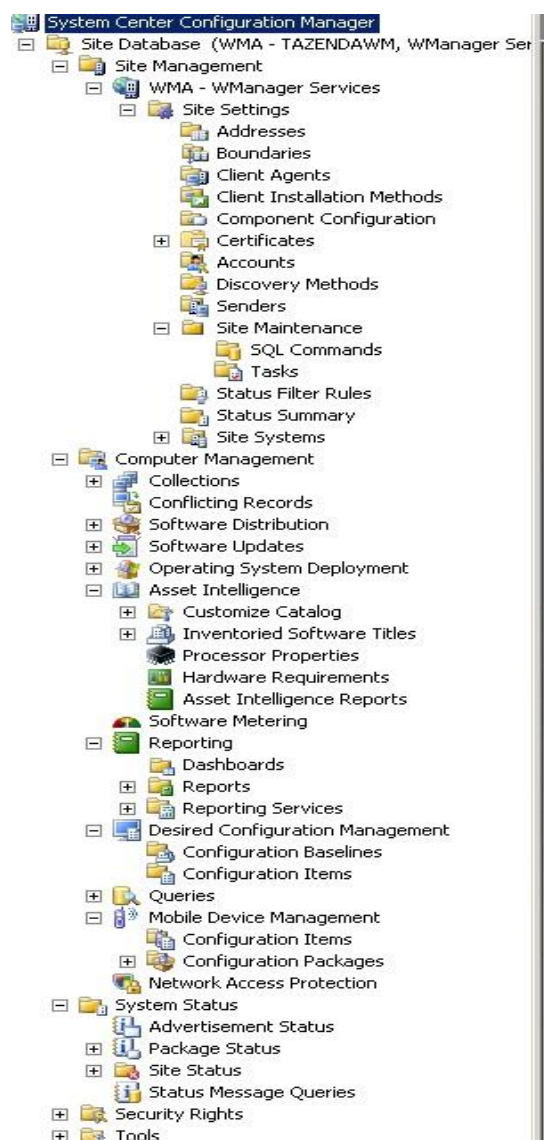 System Center Configuration Manager
Site Database (WMA - TAZENDAWM, WManager Ser
Site Management
WMA - WManager Services
Site Settings
Addresses
Boundaries
Client Agents
Client Installation Methods
Component Configuration
Certificates
Accounts
Discovery Methods
Senders
Site Maintenance
SQL Commands
Tasks
Status Filter Rules
Status Summary
Site Systems
Computer Management
Collections
Conflicting Records
Software Distribution
Software Updates
Operating System Deployment
Asset Intelligence
Customize Catalog
Inventoried Software Titles
Processor Properties
Hardware Requirements
Asset Intelligence Reports
Software Metering
Reporting
Dashboards
Reports
Reporting Services
Desired Configuration Management
Configuration Baselines
Configuration Items
Queries
Mobile Device Management
Configuration Items
Configuration Packages
Network Access Protection
System Status
Advertisement Status
Package Status
Site Status
Status Message Queries
Security Rights
Tools